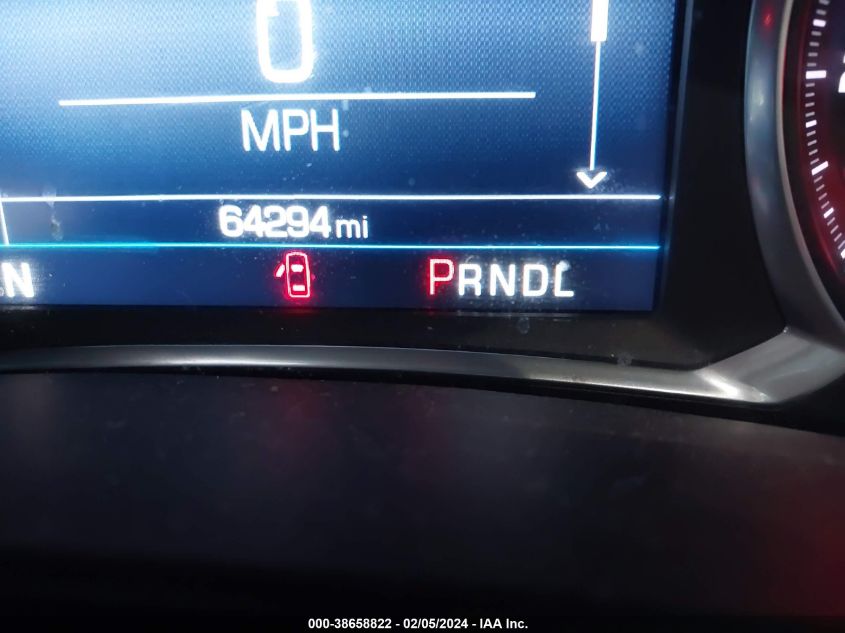 0
MPH
64294 mi
N
PRNDL
000-38658822 - 02/05/2024 - IAA Inc.